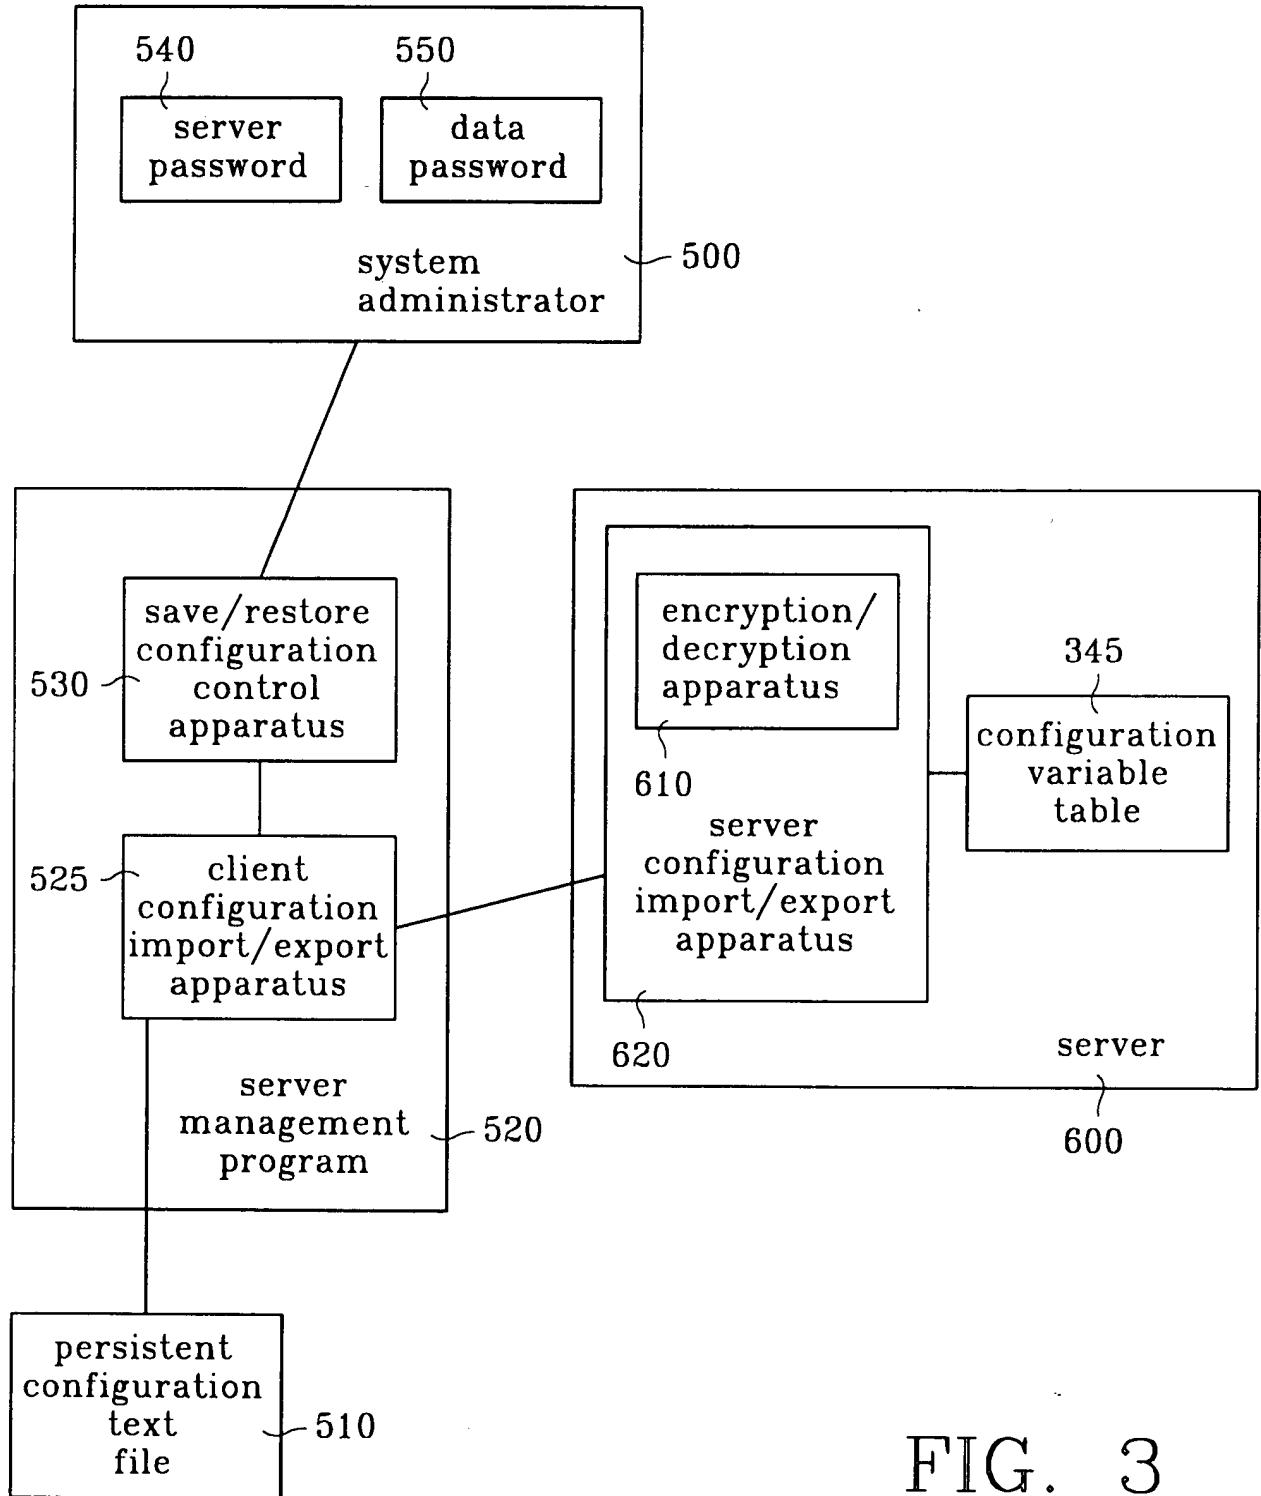 540
550
server
password
data
password
500
system
administrator
save/restore
configuration
control
apparatus
530
525
client
configuration
import/export
apparatus
server
management
program
520
encryption/
decryption
apparatus
610
server
configuration
import/export
apparatus
620
345
configuration
variable
table
server
600
persistent
configuration
text
file
510
FIG. 3